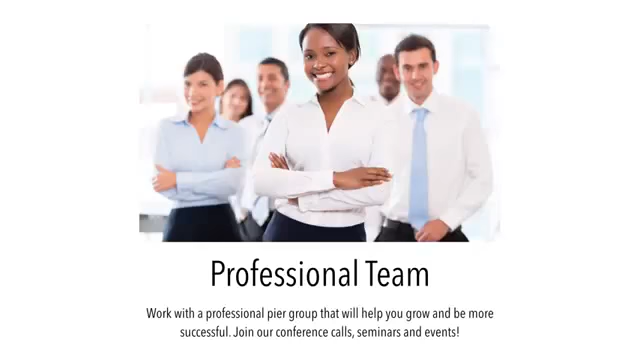 Professional Team
Work with a professional pier group that will help you grow and be more
successful. Join our conference calls, seminars and events!